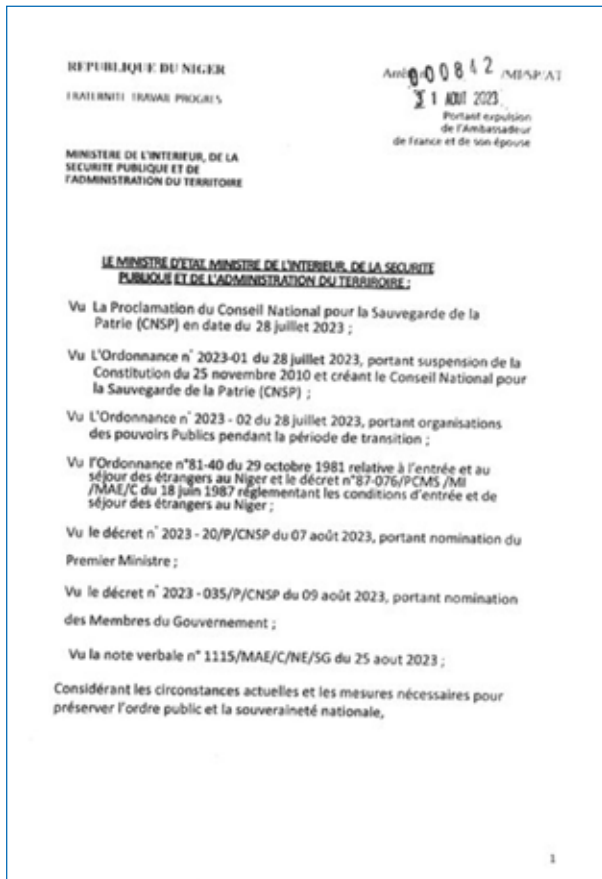 REPUBLIQUE DU NIGER
FRATERNITE TRAVAIL PROGRES
MINISTERE DE L'INTERIEUR, DE LA
SECURITE PUBLIQUE ET DE
l'ADMINISTRATION DU TERRITOIRE
000842 /MI/SP/AT
31 AOUT 2023
Portant expulsion
de l'Ambassadeur
de France et de son épouse
LE MINISTRE D'ETAT, MINISTRE DE L'INTERIEUR, DE LA SECURITE
PUBLIQUE ET DE L'ADMINISTRATION DU TERRIROIRE :
Vu La Proclamation du Conseil National pour la Sauvegarde de la
Patrie (CNSP) en date du 28 juillet 2023 ;
Vu L'Ordonnance n° 2023-01 du 28 juillet 2023, portant suspension de la
Constitution du 25 novembre 2010 et créant le Conseil National pour
la Sauvegarde de la Patrie (CNSP) ;
Vu L'Ordonnance n° 2023 - 02 du 28 juillet 2023, portant organisations
des pouvoirs Publics pendant la période de transition ;
Vu l'Ordonnance n°81-40 du 29 octobre 1981 relative à l'entrée et au
séjour des étrangers au Niger et le décret n°87-076/PCMS /MI
/MAE/C du 18 juin 1987 réglementant les conditions d'entrée et de
séjour des étrangers au Niger ;
Vu le décret n° 2023 - 20/P/CNSP du 07 août 2023, portant nomination du
Premier Ministre ;
Vu le décret n° 2023 - 035/P/CNSP du 09 août 2023, portant nomination
des Membres du Gouvernement ;
Vu la note verbale n° 1115/MAE/C/NE/SG du 25 aout 2023 ;
Considérant les circonstances actuelles et les mesures nécessaires pour
préserver l'ordre public et la souveraineté nationale,
1